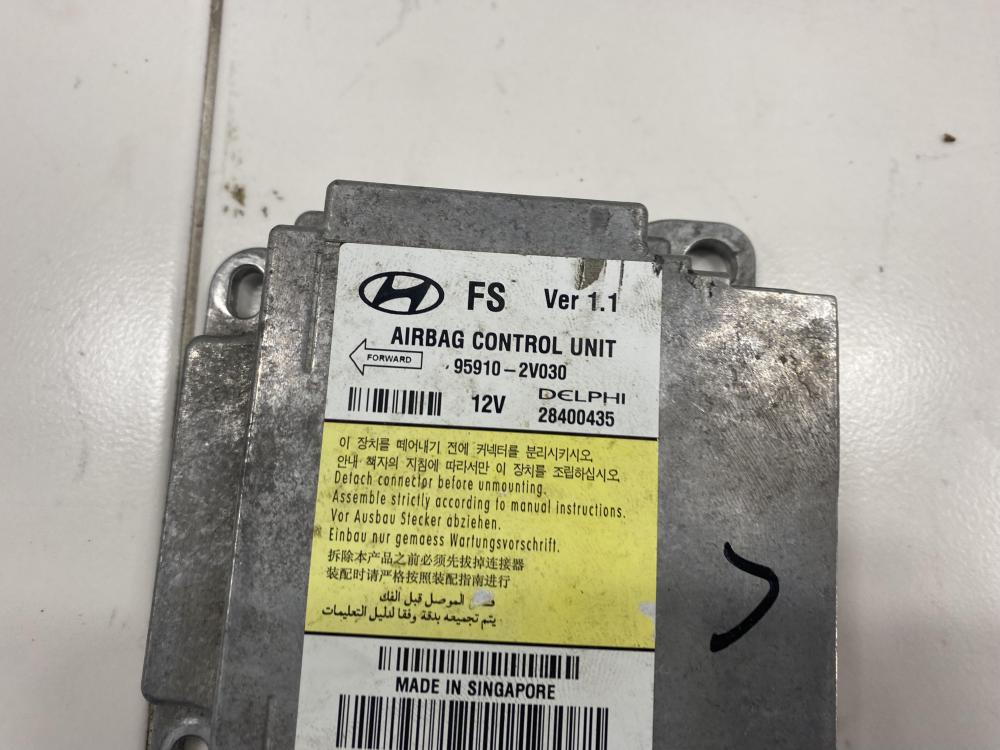 FS Ver 1.1
AIRBAG CONTROL UNIT
FORWARD
95910-2V030
12V
DELPHI
28400435
이 장치를 떼어내기 전에 커넥터를 분리시키시오.
안내 책자의 지침에 따라서만 이 장치를 조립하십시오.
Detach connector before unmounting.
Assemble strictly according to manual instructions.
Vor Ausbau Stecker abziehen.
Einbau nur gemaess Wartungsvorschrift.
拆除本产品之前必须先拔掉连接器
装配时请严格按照装配指南进行
الموصل قبل الفك
يتم تجميعه بدقة وفقا لدليل التعليمات
MADE IN SINGAPORE